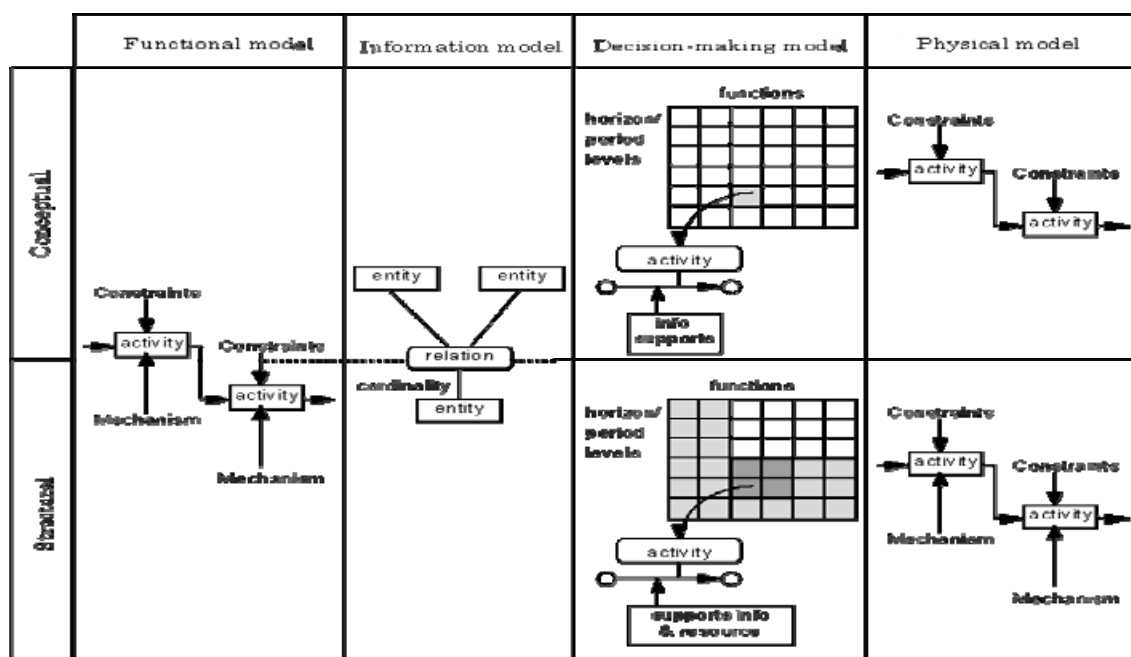 Functional model
Information model
Decision-making model
Physical model
Conceptual
Structural
Constraints
activity
Mechanism
Constraints
activity
Mechanism
entity
entity
relation
cardinality
entity
functions
horizon/
period
levels
activity
info
supports
functions
horizon/
period
levels
activity
supports info
& resource
Constraints
activity
Constraints
activity
Constraints
activity
Mechanism
Constraints
activity
Mechanism